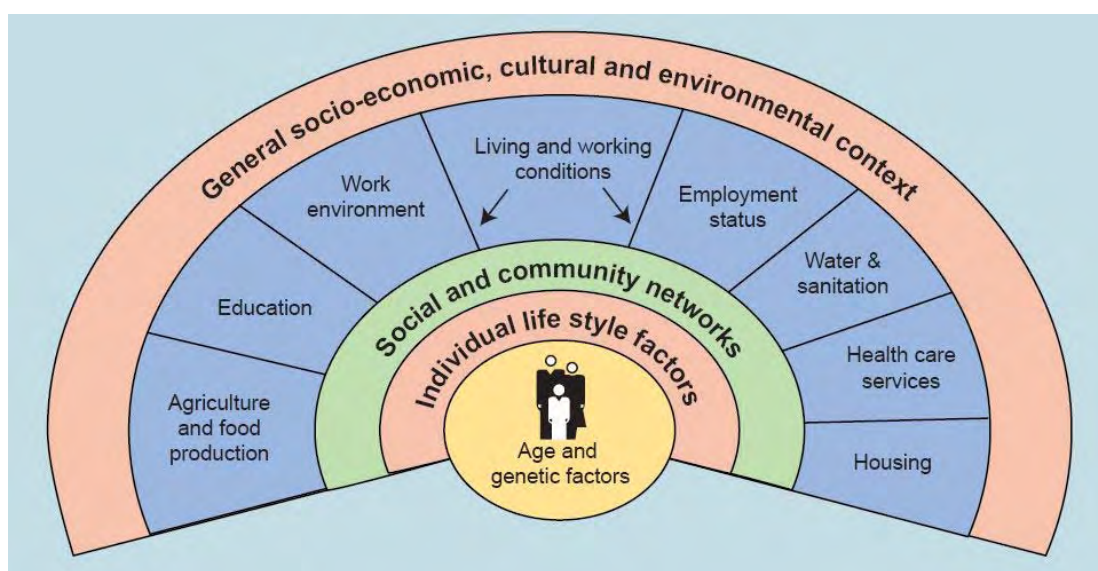 General socio-economic, cultural and environmental context
Living and working
conditions
Work
environment
Employment
status
Education
Water &
sanitation
Agriculture
and food
production
Health care
services
Housing
Social and community networks
Individual life style factors
Age and
genetic factors